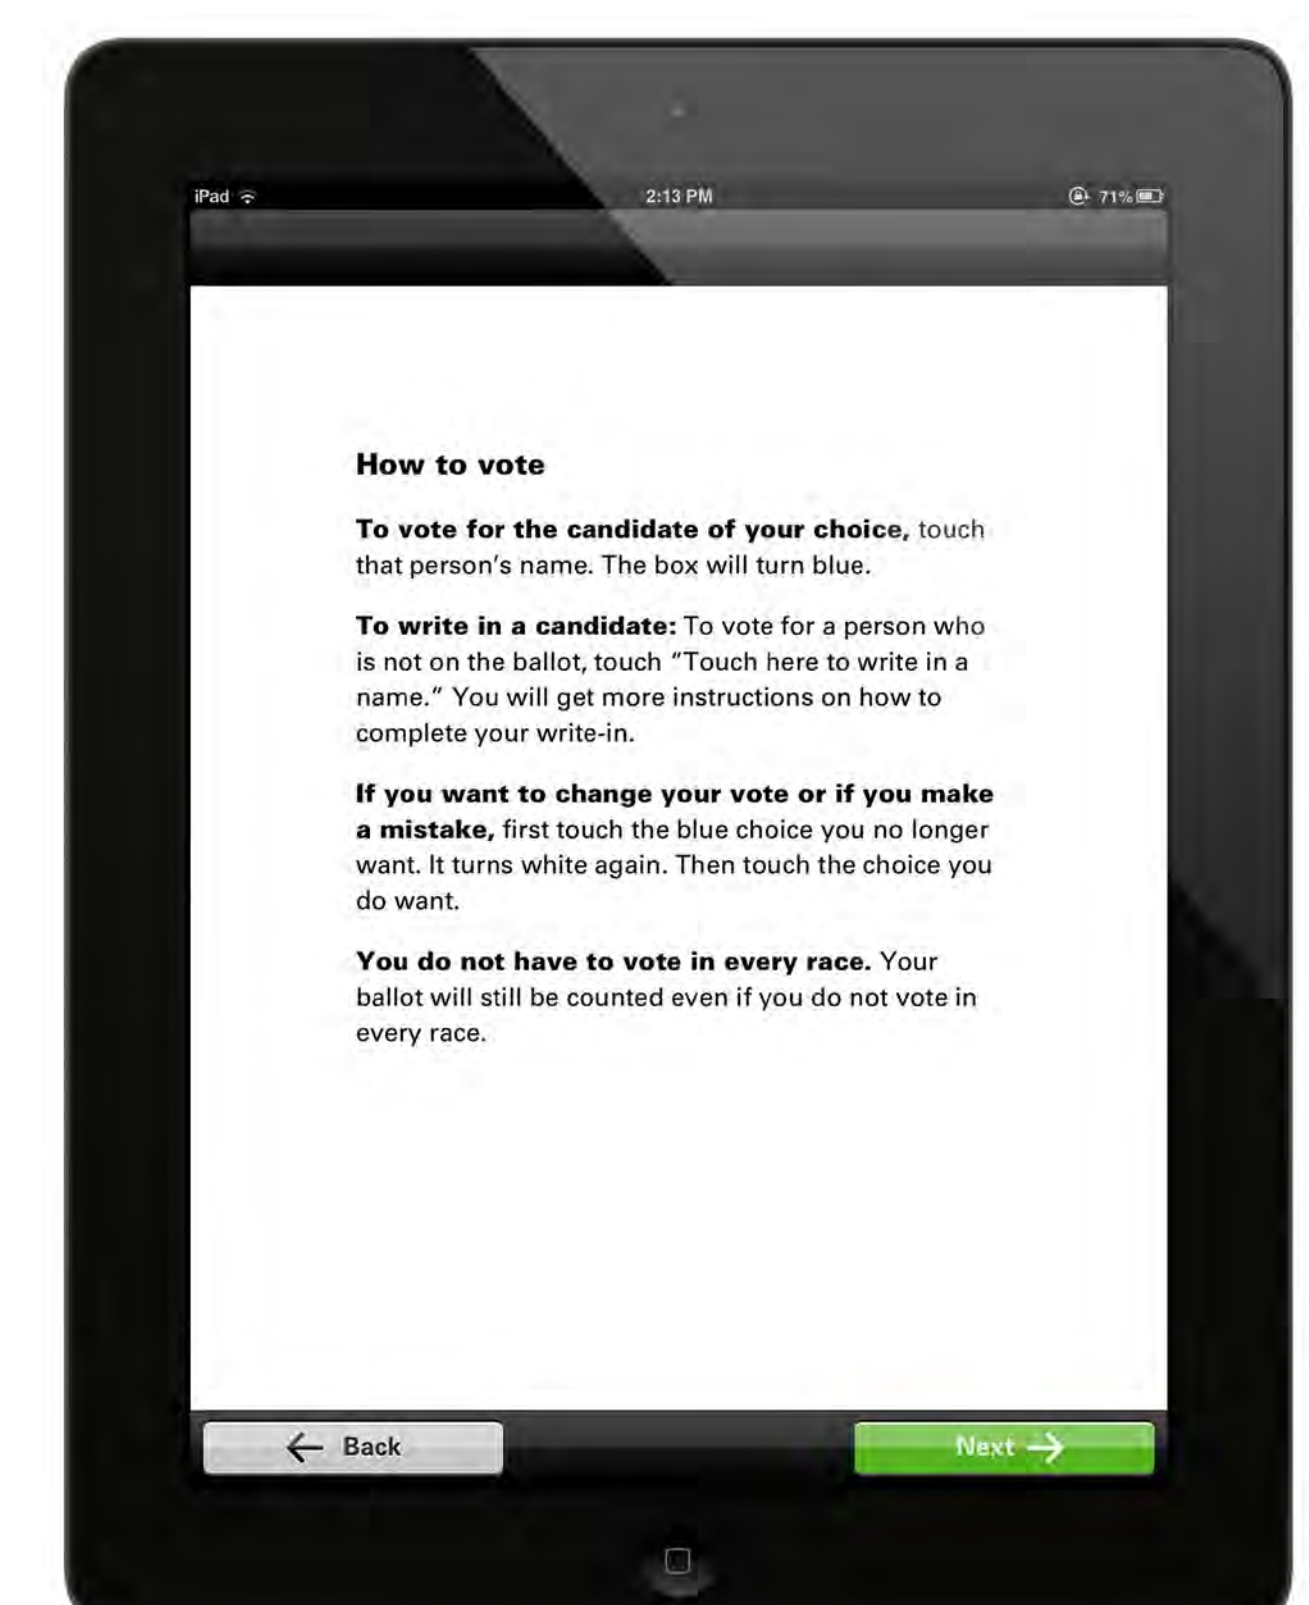 iPad 2:13 PM 71%
How to vote
To vote for the candidate of your choice, touch
that person's name. The box will turn blue.
To write in a candidate: To vote for a person who
is not on the ballot, touch "Touch here to write in a
name." You will get more instructions on how to
complete your write-in.
If you want to change your vote or if you make
a mistake, first touch the blue choice you no longer
want. It turns white again. Then touch the choice you
do want.
You do not have to vote in every race. Your
ballot will still be counted even if you do not vote in
every race.
← Back Next →